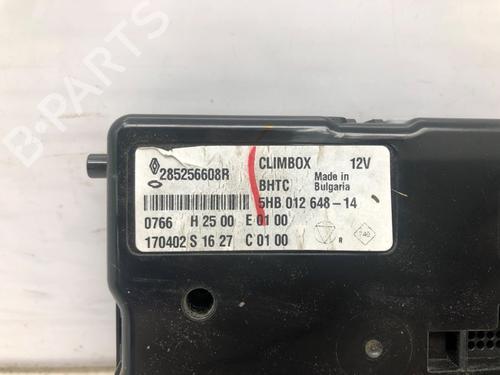 B-PARTS
285256608R
CLIMBOX 12V
BHTC Made in Bulgaria
5HB 012 648-14
0766 H 25 00 E 01 00
170402 S 16 27 C 01 00
R